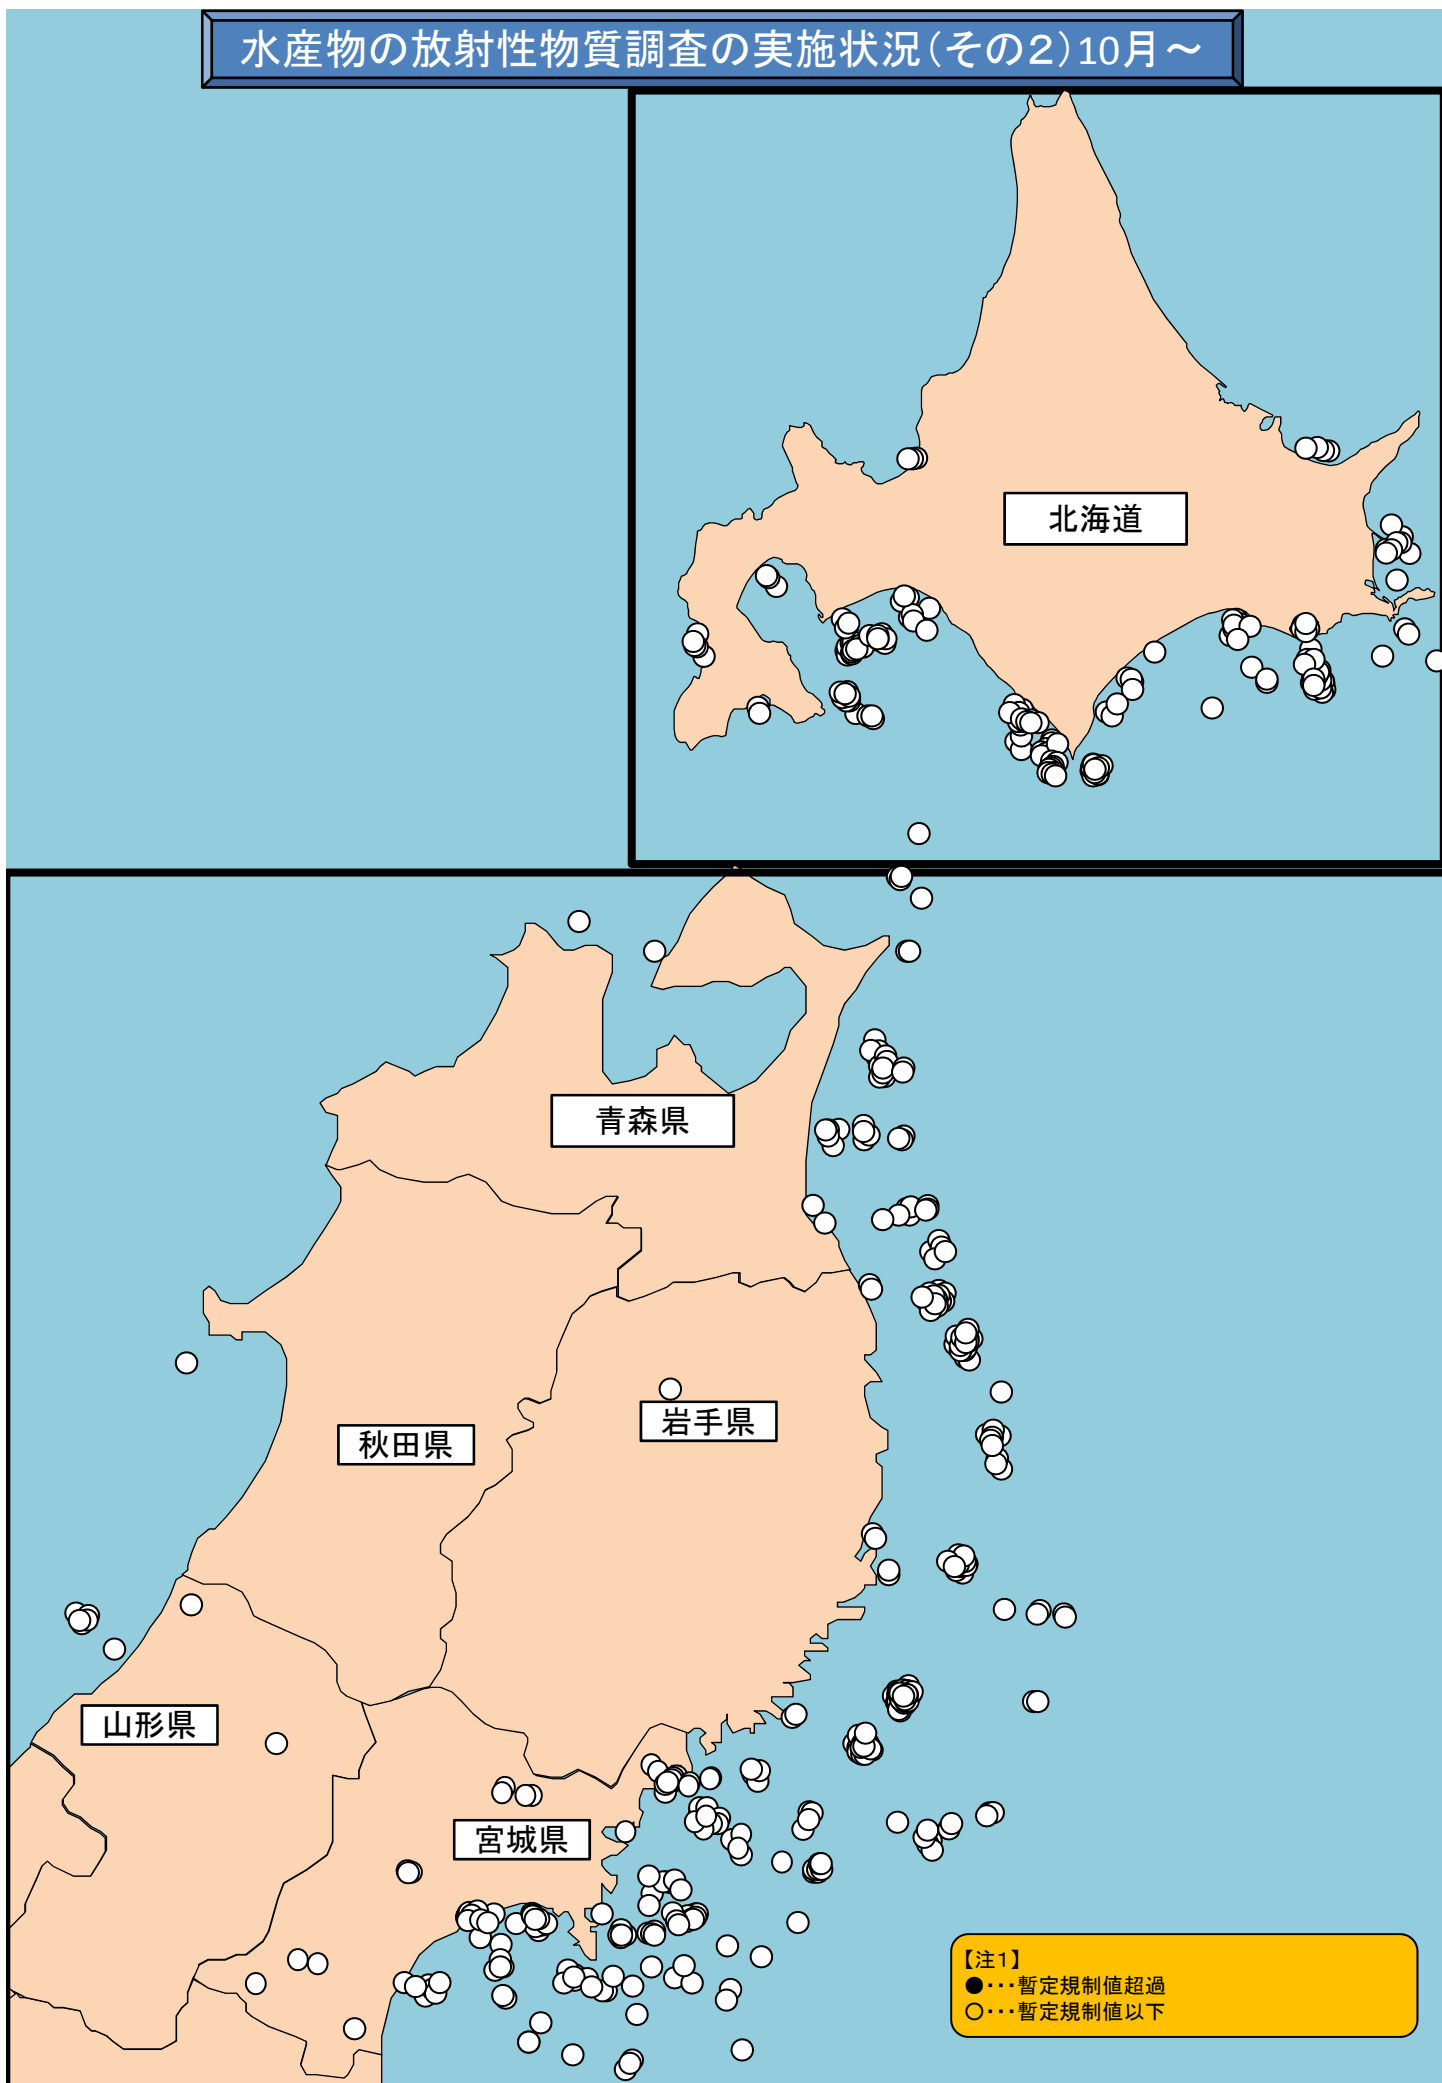 水産物の放射性物質調査の実施状況(その２)10月～
北海道
青森県
岩手県
秋田県
山形県
宮城県
【注１】
●・・・暫定規制値超過
○・・・暫定規制値以下